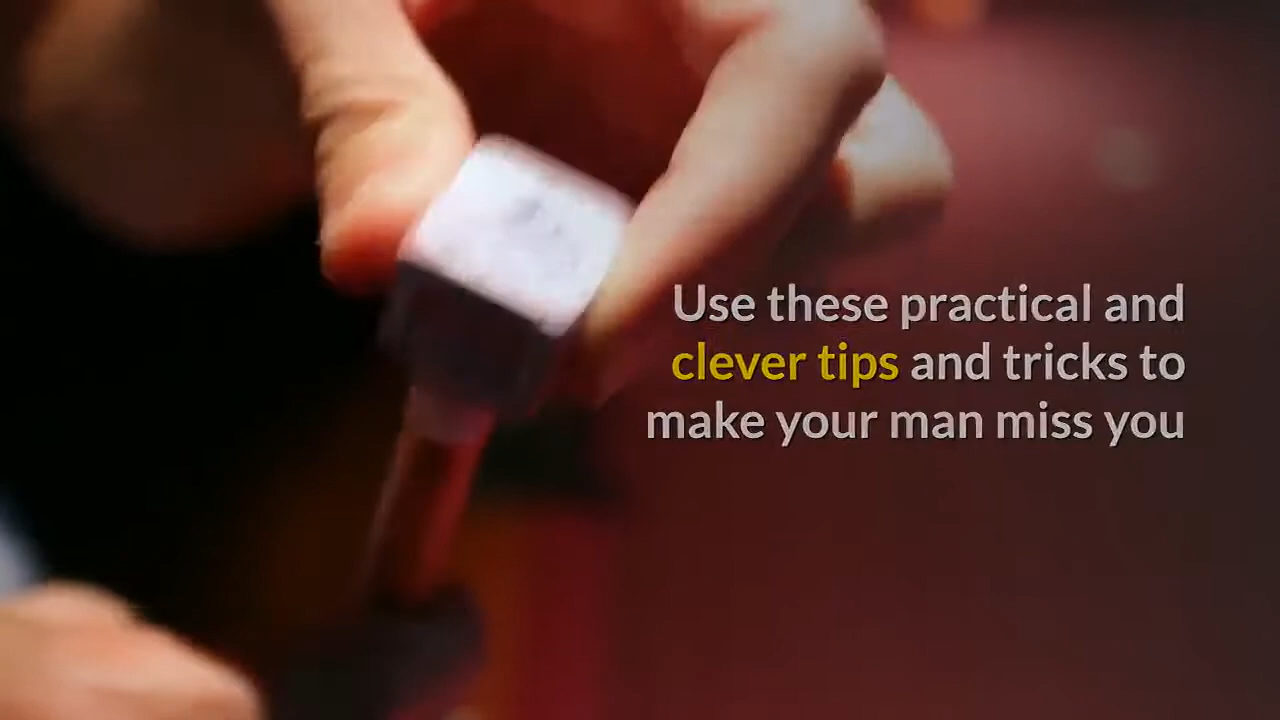 Use these practical and
clever tips and tricks to
make your man miss you